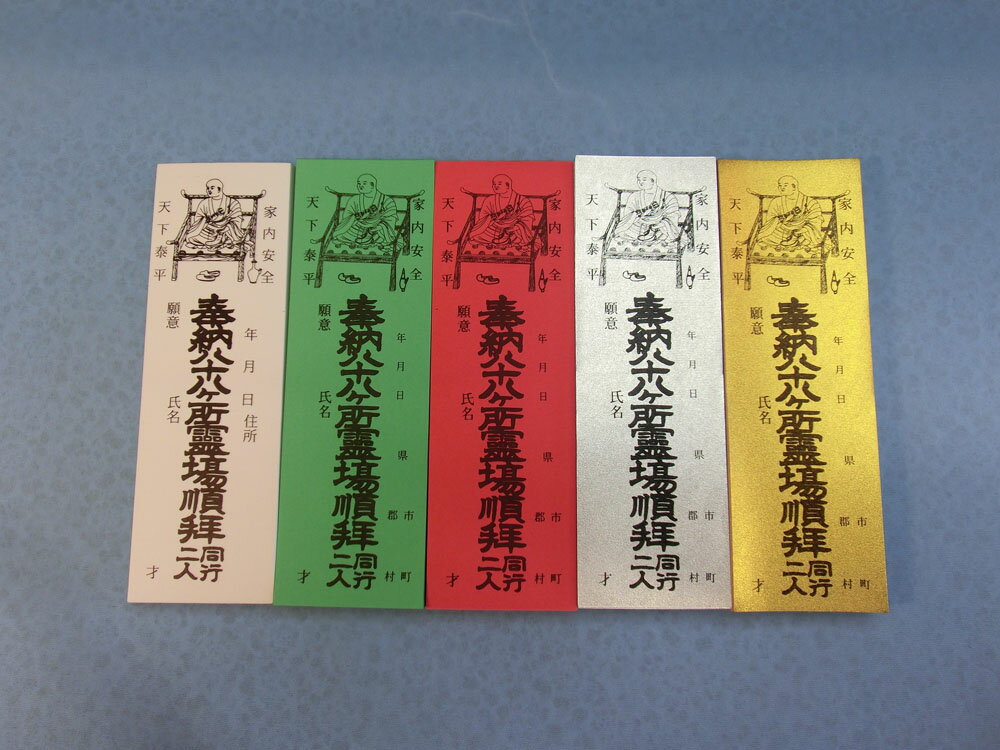 家内安全
天下泰平
年 月 日 住所
奉納八十八ヶ所靈場順拝
同行
二人
願意
氏名
才
家内安全
天下泰平
年 月 日 県
市 町
郡 村
奉納八十八ヶ所靈場順拝
同行
二人
願意
氏名
才
家内安全
天下泰平
年 月 日 県
市 町
郡 村
奉納八十八ヶ所靈場順拝
同行
二人
願意
氏名
才
家内安全
天下泰平
年 月 日 県
市 町
郡 村
奉納八十八ヶ所靈場順拝
同行
二人
願意
氏名
才
家内安全
天下泰平
年 月 日 県
市 町
郡 村
奉納八十八ヶ所靈場順拝
同行
二人
願意
氏名
才